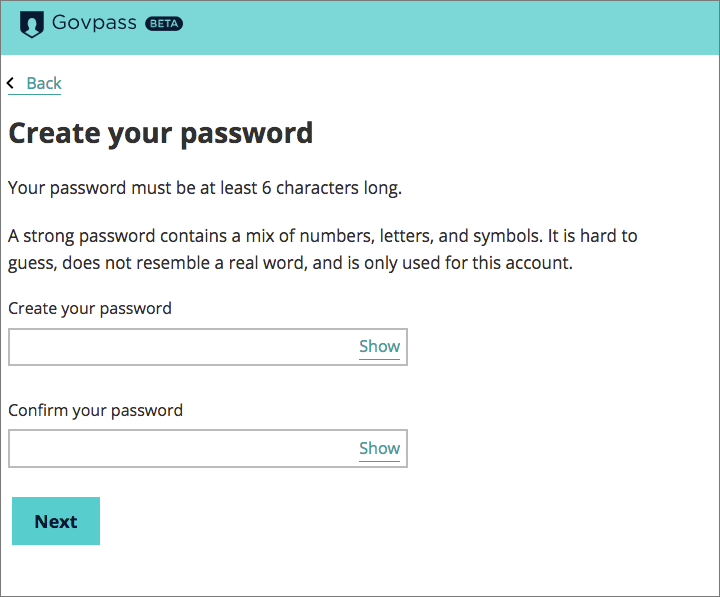 Govpass BETA
Back
Create your password
Your password must be at least 6 characters long.
A strong password contains a mix of numbers, letters, and symbols. It is hard to
guess, does not resemble a real word, and is only used for this account.
Create your password
Show
Confirm your password
Show
Next